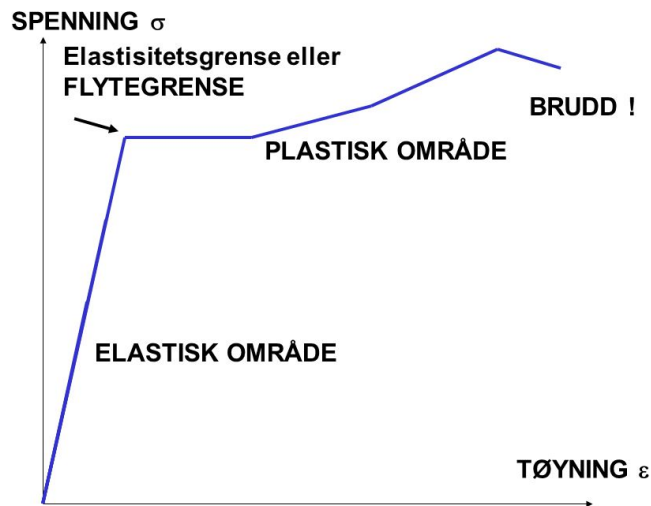 SPENNING σ
Elastisitetsgrense eller
FLYTEGRENSE
BRUDD !
PLASTISK OMRÅDE
ELASTISK OMRÅDE
TØYNING ε